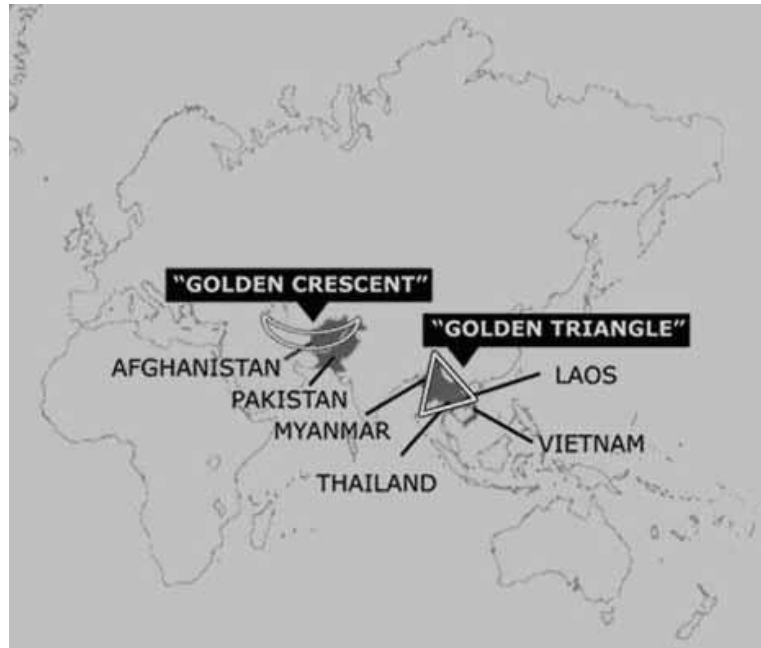 "GOLDEN CRESCENT"
"GOLDEN TRIANGLE"
AFGHANISTAN
LAOS
PAKISTAN
MYANMAR
VIETNAM
THAILAND